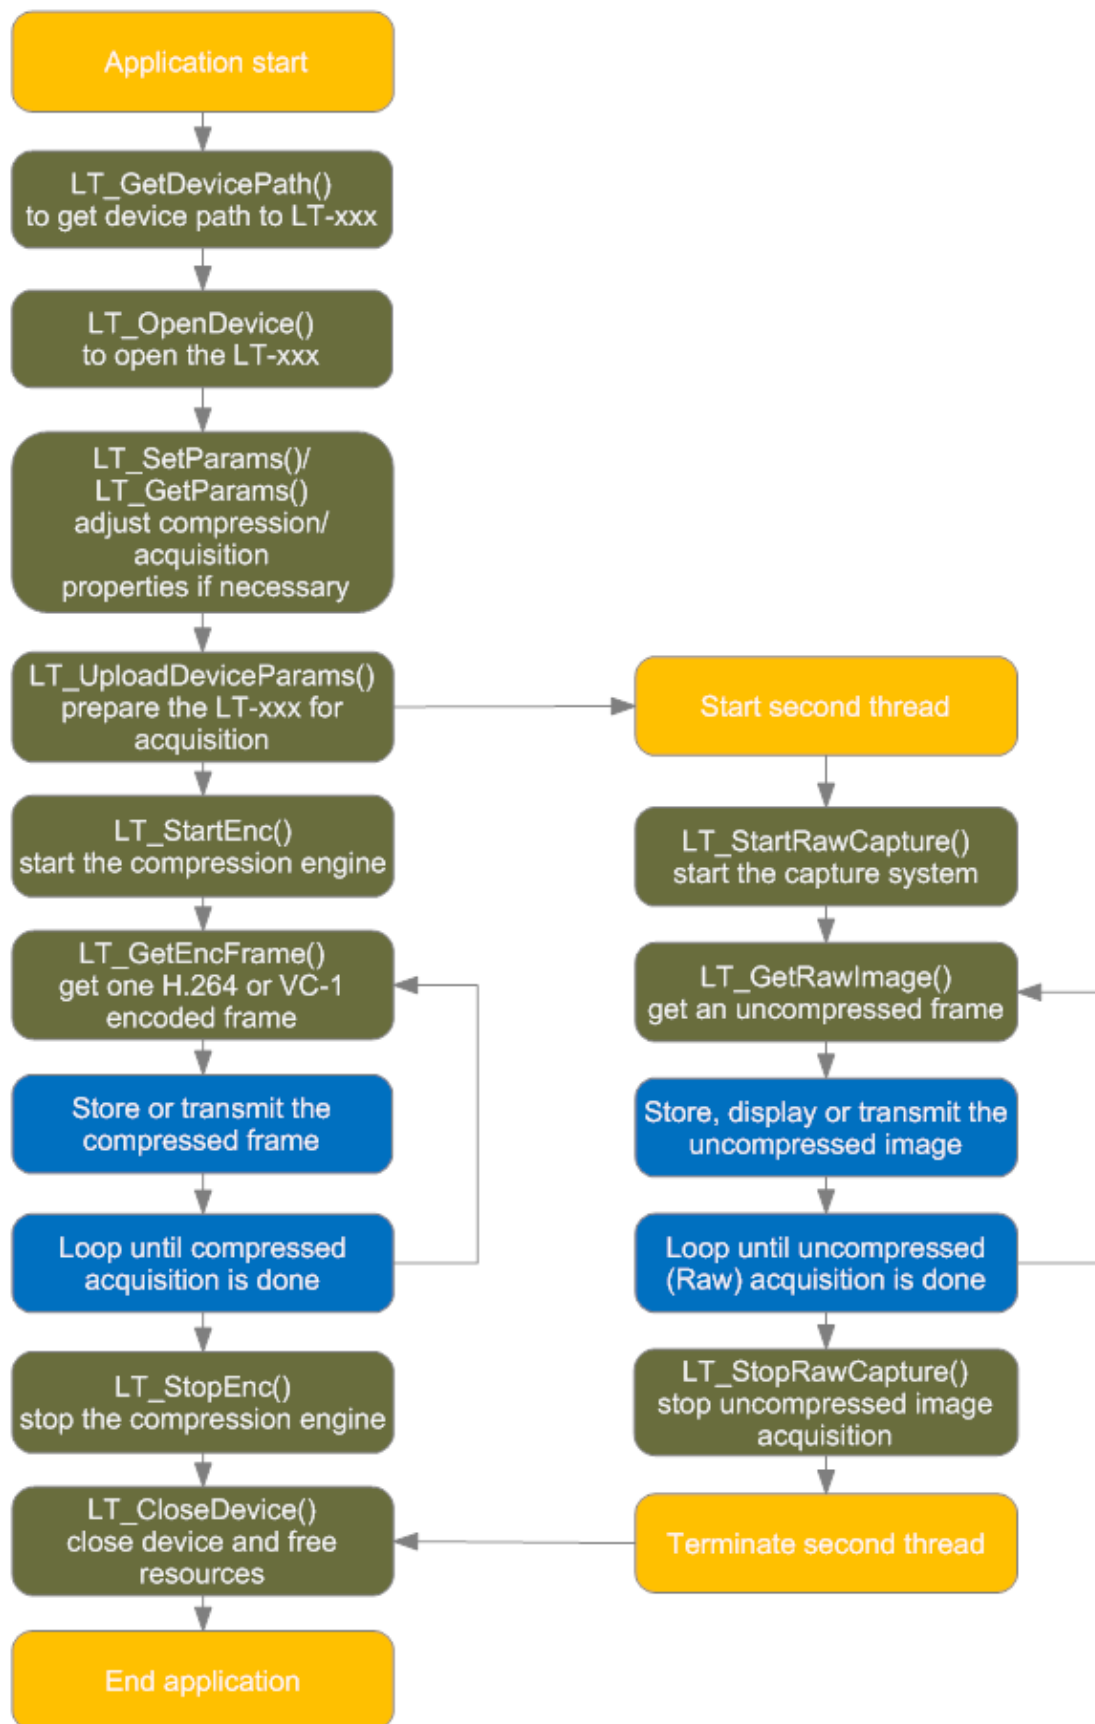 Application start
LT_GetDevicePath()
to get device path to LT-xxx
LT_OpenDevice()
to open the LT-xxx
LT_SetParams()/
LT_GetParams()
adjust compression/
acquisition
properties if necessary
LT_UploadDeviceParams()
prepare the LT-xxx for
acquisition
LT_StartEnc()
start the compression engine
LT_GetEncFrame()
get one H.264 or VC-1
encoded frame
Store or transmit the
compressed frame
Loop until compressed
acquisition is done
LT_StopEnc()
stop the compression engine
LT_CloseDevice()
close device and free
resources
End application
Start second thread
LT_StartRawCapture()
start the capture system
LT_GetRawImage()
get an uncompressed frame
Store, display or transmit the
uncompressed image
Loop until uncompressed
(Raw) acquisition is done
LT_StopRawCapture()
stop uncompressed image
acquisition
Terminate second thread